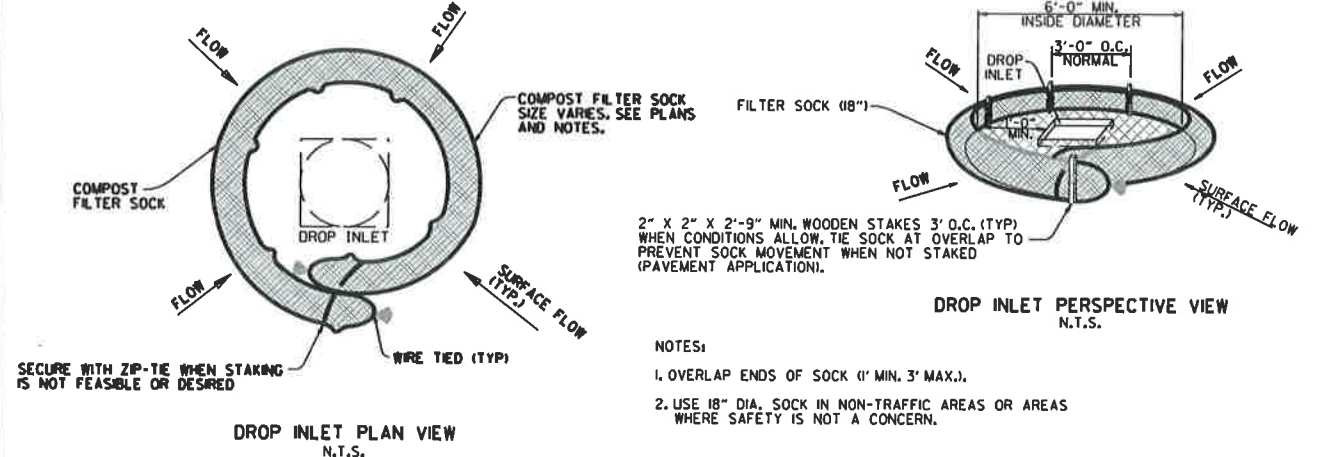 FLOW
FLOW
COMPOST FILTER SOCK
SIZE VARIES. SEE PLANS
AND NOTES.
COMPOST
FILTER SOCK
DROP INLET
FLOW
SURFACE FLOW
(TYP.)
WIRE TIED (TYP)
SECURE WITH ZIP-TIE WHEN STAKING
IS NOT FEASIBLE OR DESIRED
DROP INLET PLAN VIEW
N.T.S.
6'-0" MIN.
INSIDE DIAMETER
3'-0" O.C.
NORMAL
DROP
INLET
FLOW
FLOW
FILTER SOCK (18")
1'-0"
MIN.
FLOW
SURFACE FLOW
(TYP.)
2" X 2" X 2'-9" MIN. WOODEN STAKES 3' O.C. (TYP)
WHEN CONDITIONS ALLOW. TIE SOCK AT OVERLAP TO
PREVENT SOCK MOVEMENT WHEN NOT STAKED
(PAVEMENT APPLICATION).
DROP INLET PERSPECTIVE VIEW
N.T.S.
NOTES:
1. OVERLAP ENDS OF SOCK (1' MIN. 3' MAX.).
2. USE 18" DIA. SOCK IN NON-TRAFFIC AREAS OR AREAS
WHERE SAFETY IS NOT A CONCERN.